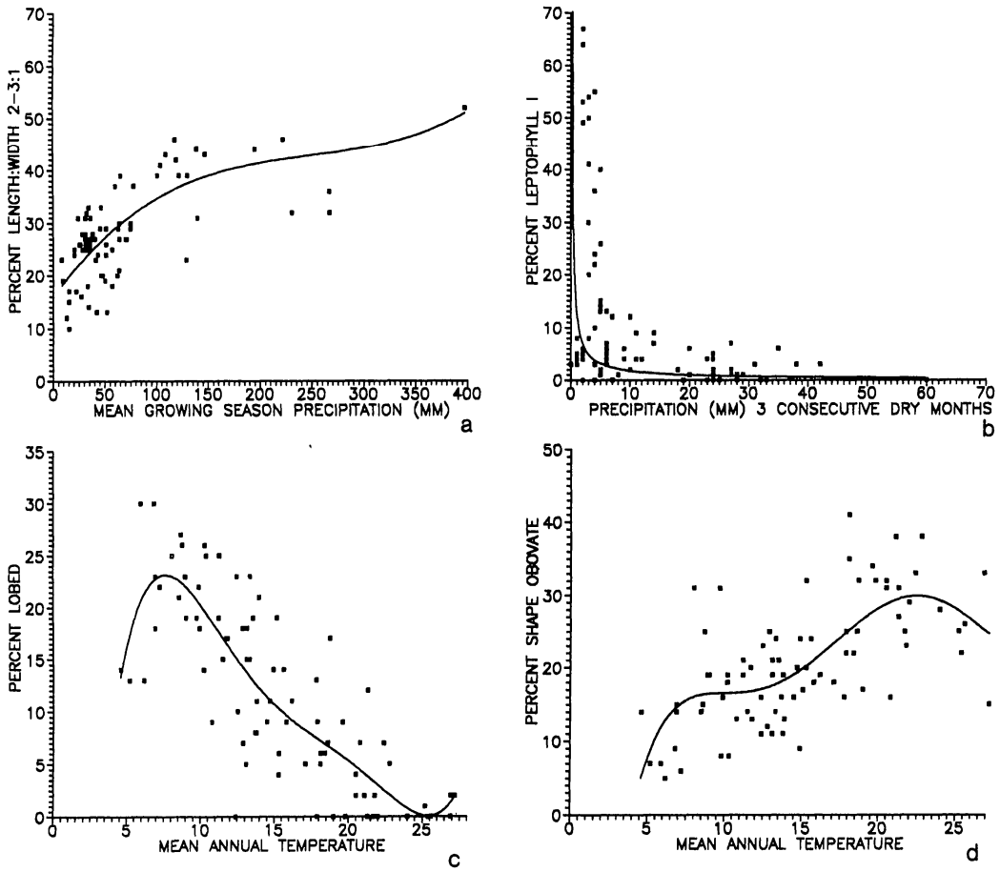 70
60
50
40
30
20
10
0
PERCENT LENGTH:WIDTH 2-3:1
0 50 100 150 200 250 300 350 400
MEAN GROWING SEASON PRECIPITATION (MM)
a
70
60
50
40
30
20
10
0
PERCENT LEPTOPHYLL I
0 10 20 30 40 50 60 70
PRECIPITATION (MM) 3 CONSECUTIVE DRY MONTHS
b
35
30
25
20
15
10
5
0
PERCENT LOBED
0 5 10 15 20 25
MEAN ANNUAL TEMPERATURE
c
50
40
30
20
10
0
PERCENT SHAPE OBOVATE
0 5 10 15 20 25
MEAN ANNUAL TEMPERATURE
d